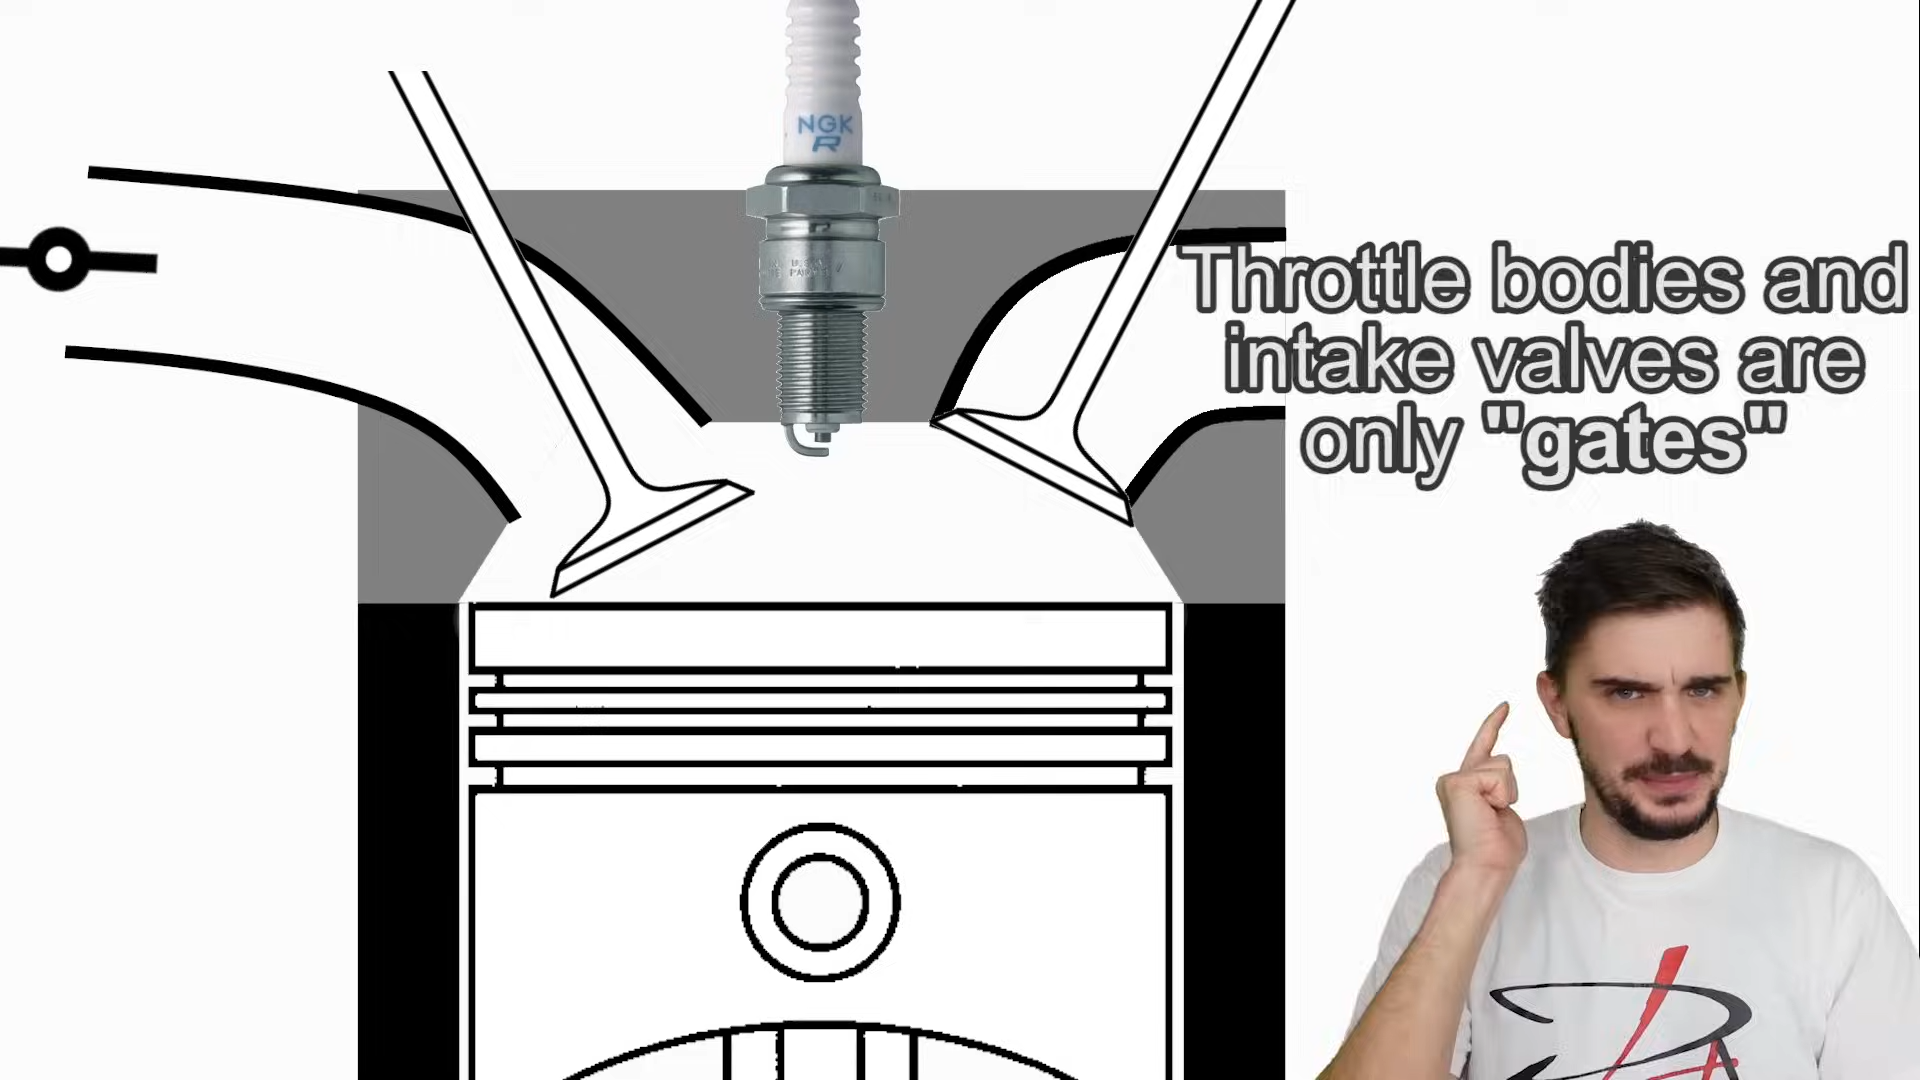 NGK
R
Throttle bodies and
intake valves are
only "gates"